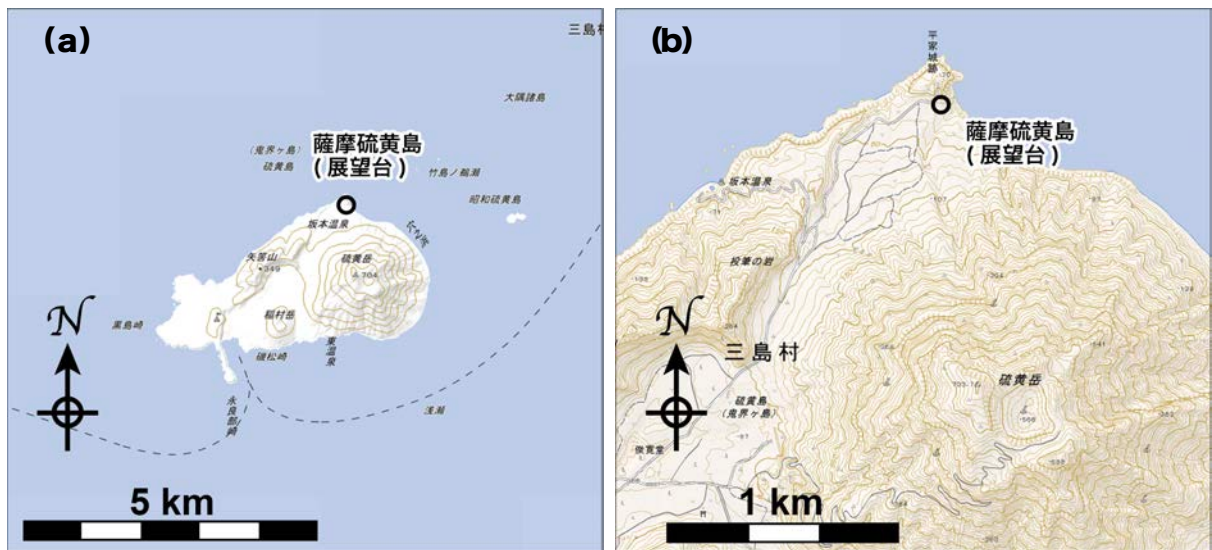 (a)
三島村
大隅諸島
薩摩硫黄島
(展望台)
(鬼界ヶ島)
硫黄島
竹島ノ鵜瀬
昭和硫黄島
坂本温泉
矢筈山
349
硫黄岳
704
稲村岳
黒島崎
磯松崎
東温泉
永良部崎
浅瀬
N
5 km
(b)
平家城跡
薩摩硫黄島
(展望台)
坂本温泉
107
投筆の岩
三島村
硫黄岳
硫黄島
(鬼界ヶ島)
俊寛堂
N
1 km